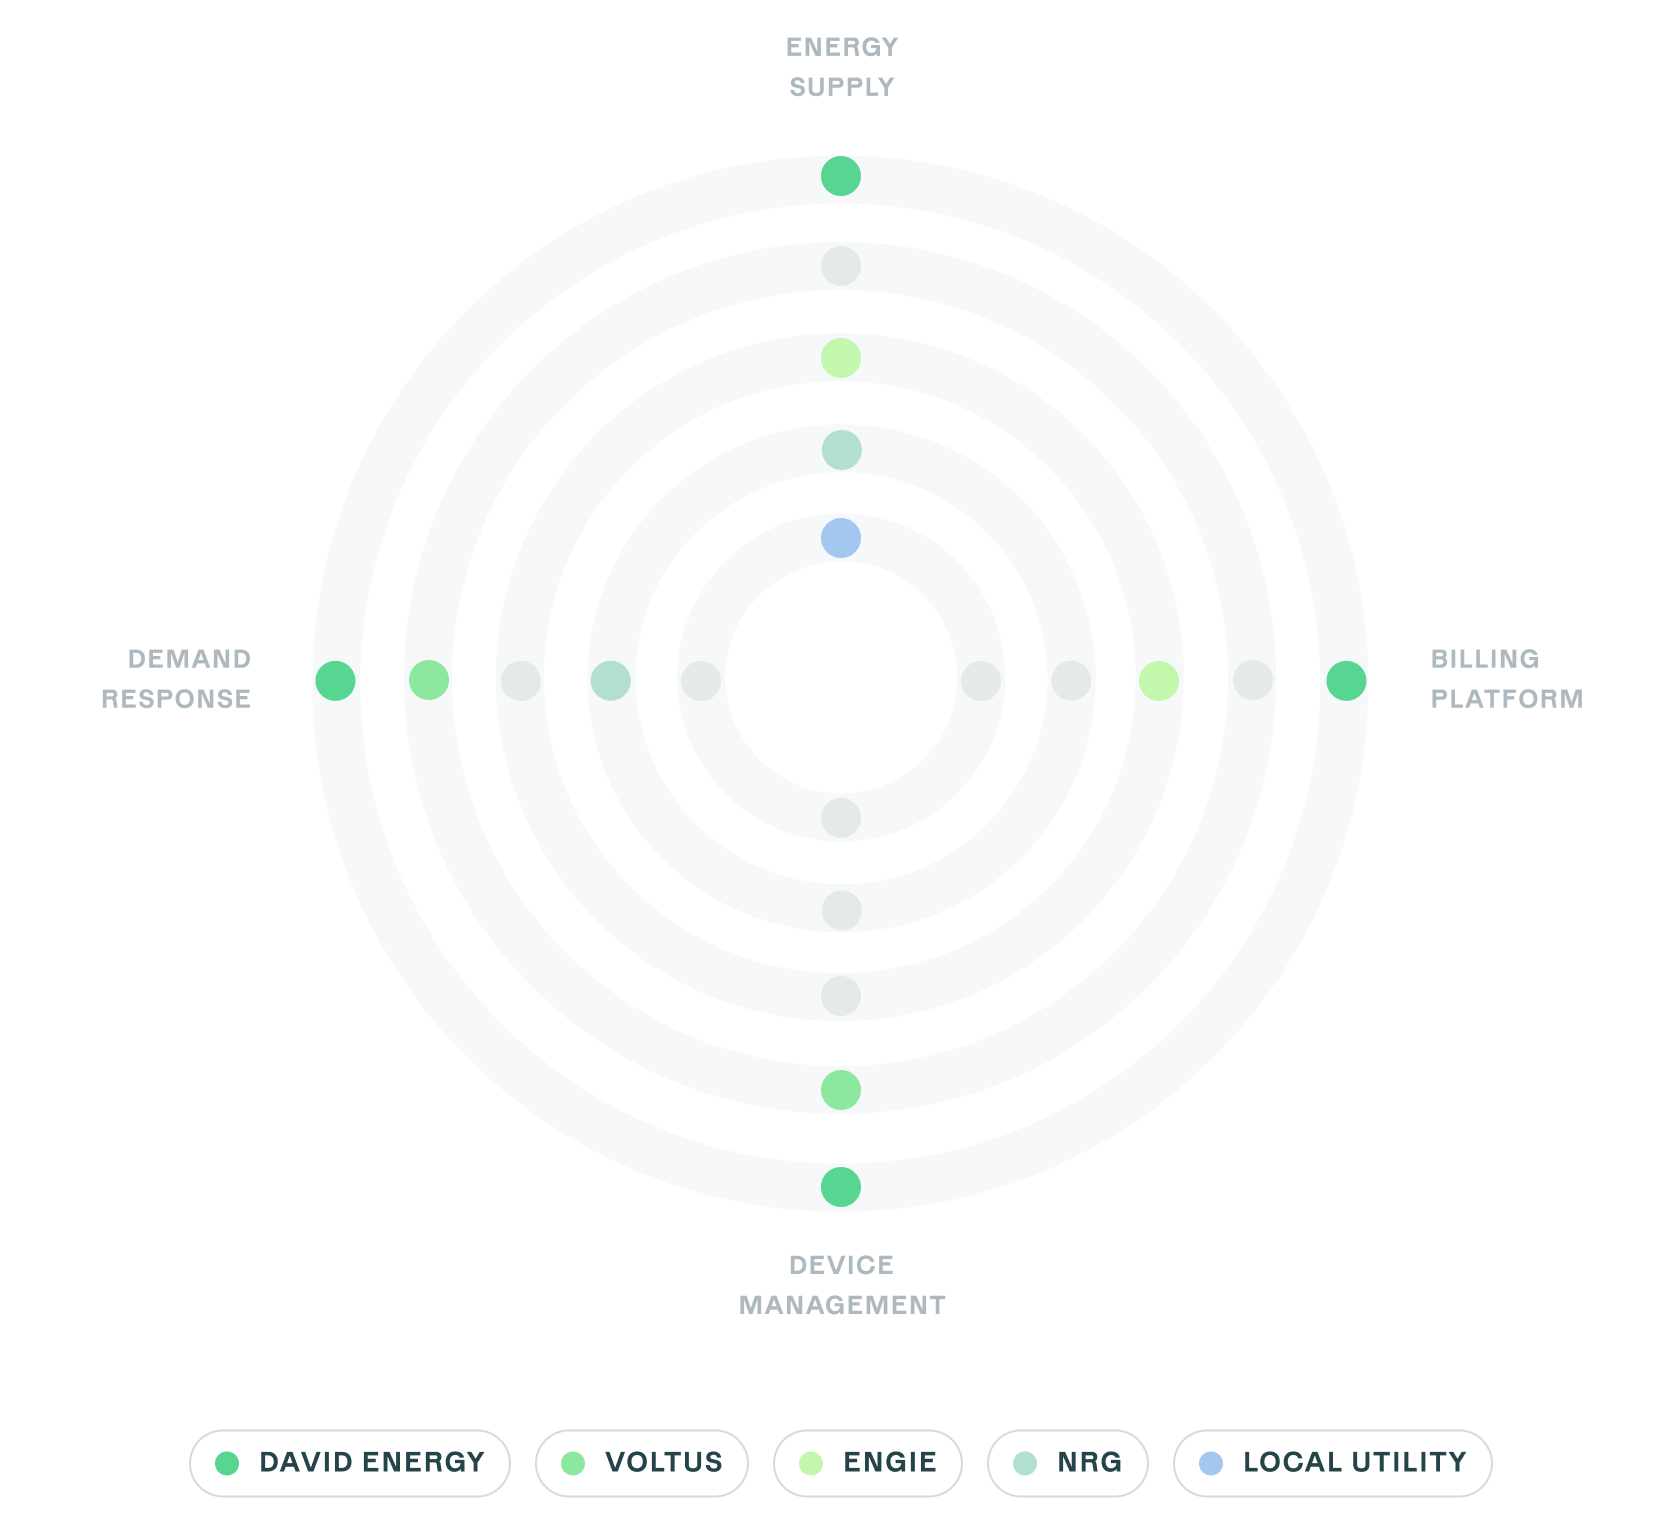 ENERGY
SUPPLY
DEMAND
RESPONSE
BILLING
PLATFORM
DEVICE
MANAGEMENT
DAVID ENERGY
VOLTUS
ENGIE
NRG
LOCAL UTILITY